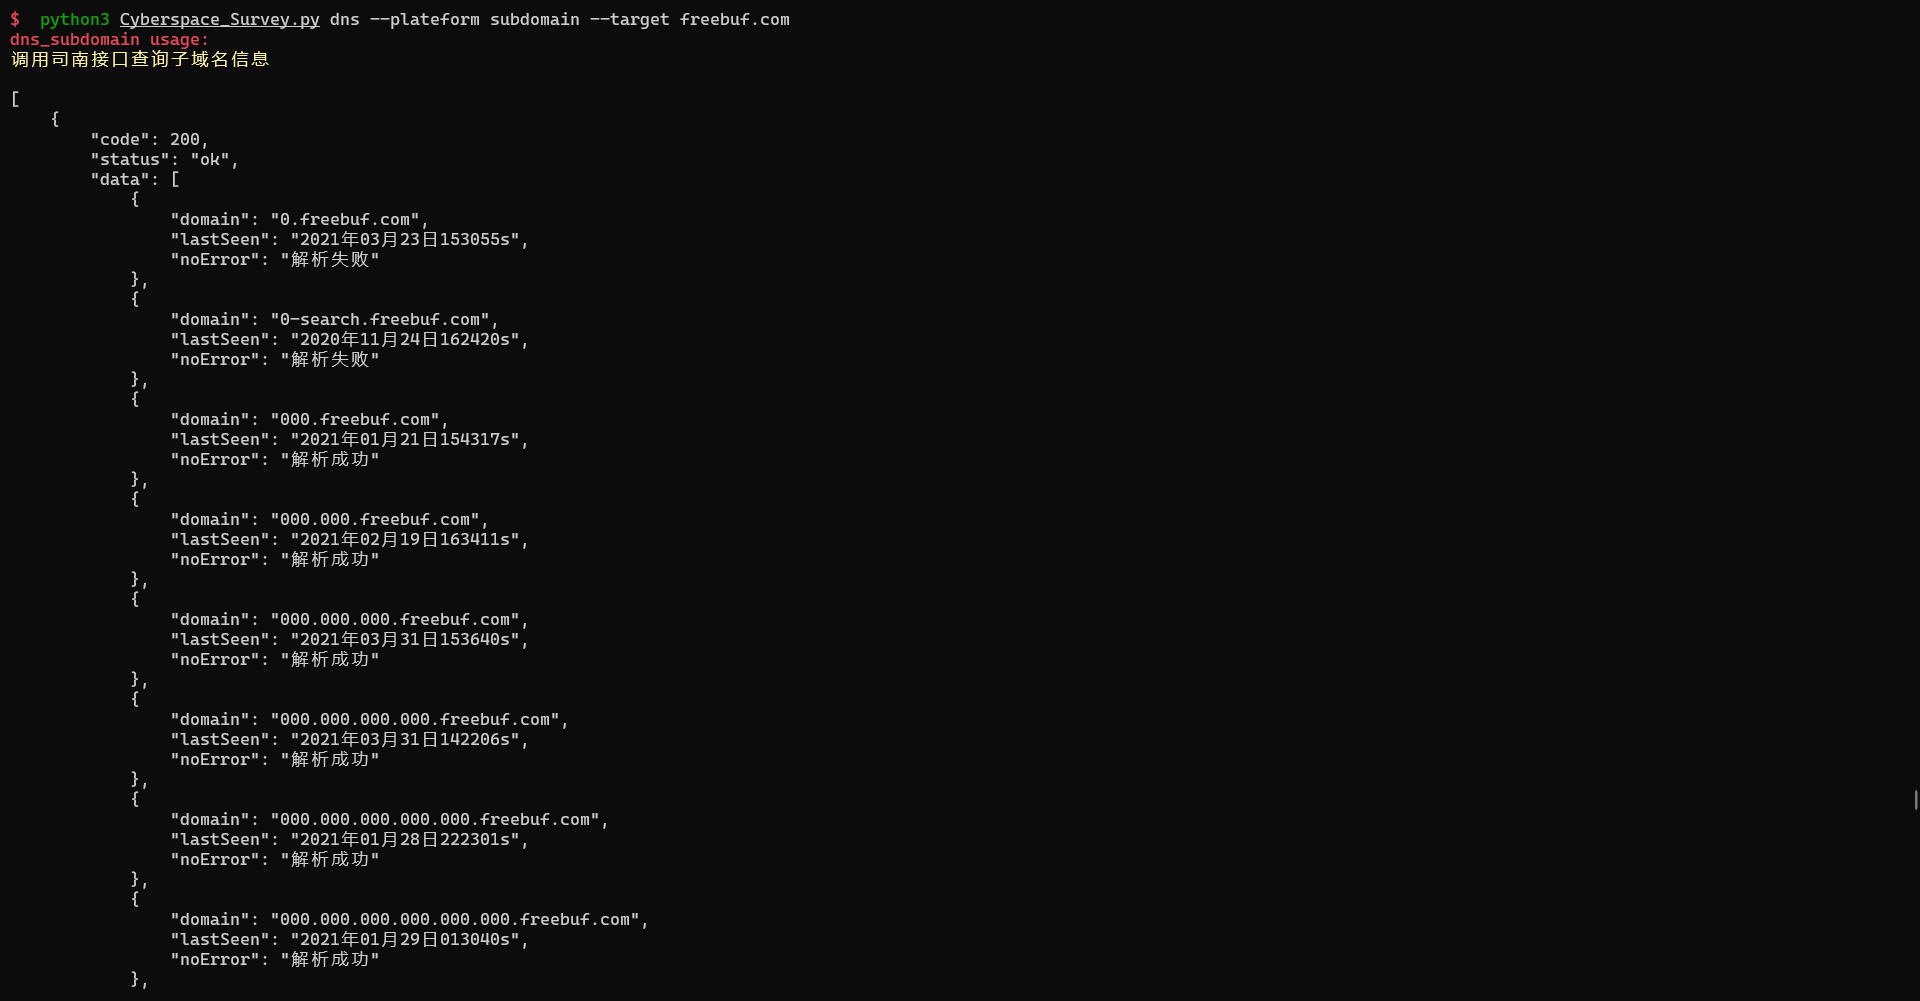 $  python3 Cyberspace_Survey.py dns --plateform subdomain --target freebuf.com
dns_subdomain usage:
调用司南接口查询子域名信息
[
    {
        "code": 200,
        "status": "ok",
        "data": [
            {
                "domain": "0.freebuf.com",
                "lastSeen": "2021年03月23日153055s",
                "noError": "解析失败"
            },
            {
                "domain": "0-search.freebuf.com",
                "lastSeen": "2020年11月24日162420s",
                "noError": "解析失败"
            },
            {
                "domain": "000.freebuf.com",
                "lastSeen": "2021年01月21日154317s",
                "noError": "解析成功"
            },
            {
                "domain": "000.000.freebuf.com",
                "lastSeen": "2021年02月19日163411s",
                "noError": "解析成功"
            },
            {
                "domain": "000.000.000.freebuf.com",
                "lastSeen": "2021年03月31日153640s",
                "noError": "解析成功"
            },
            {
                "domain": "000.000.000.000.freebuf.com",
                "lastSeen": "2021年03月31日142206s",
                "noError": "解析成功"
            },
            {
                "domain": "000.000.000.000.000.freebuf.com",
                "lastSeen": "2021年01月28日222301s",
                "noError": "解析成功"
            },
            {
                "domain": "000.000.000.000.000.000.freebuf.com",
                "lastSeen": "2021年01月29日013040s",
                "noError": "解析成功"
            },